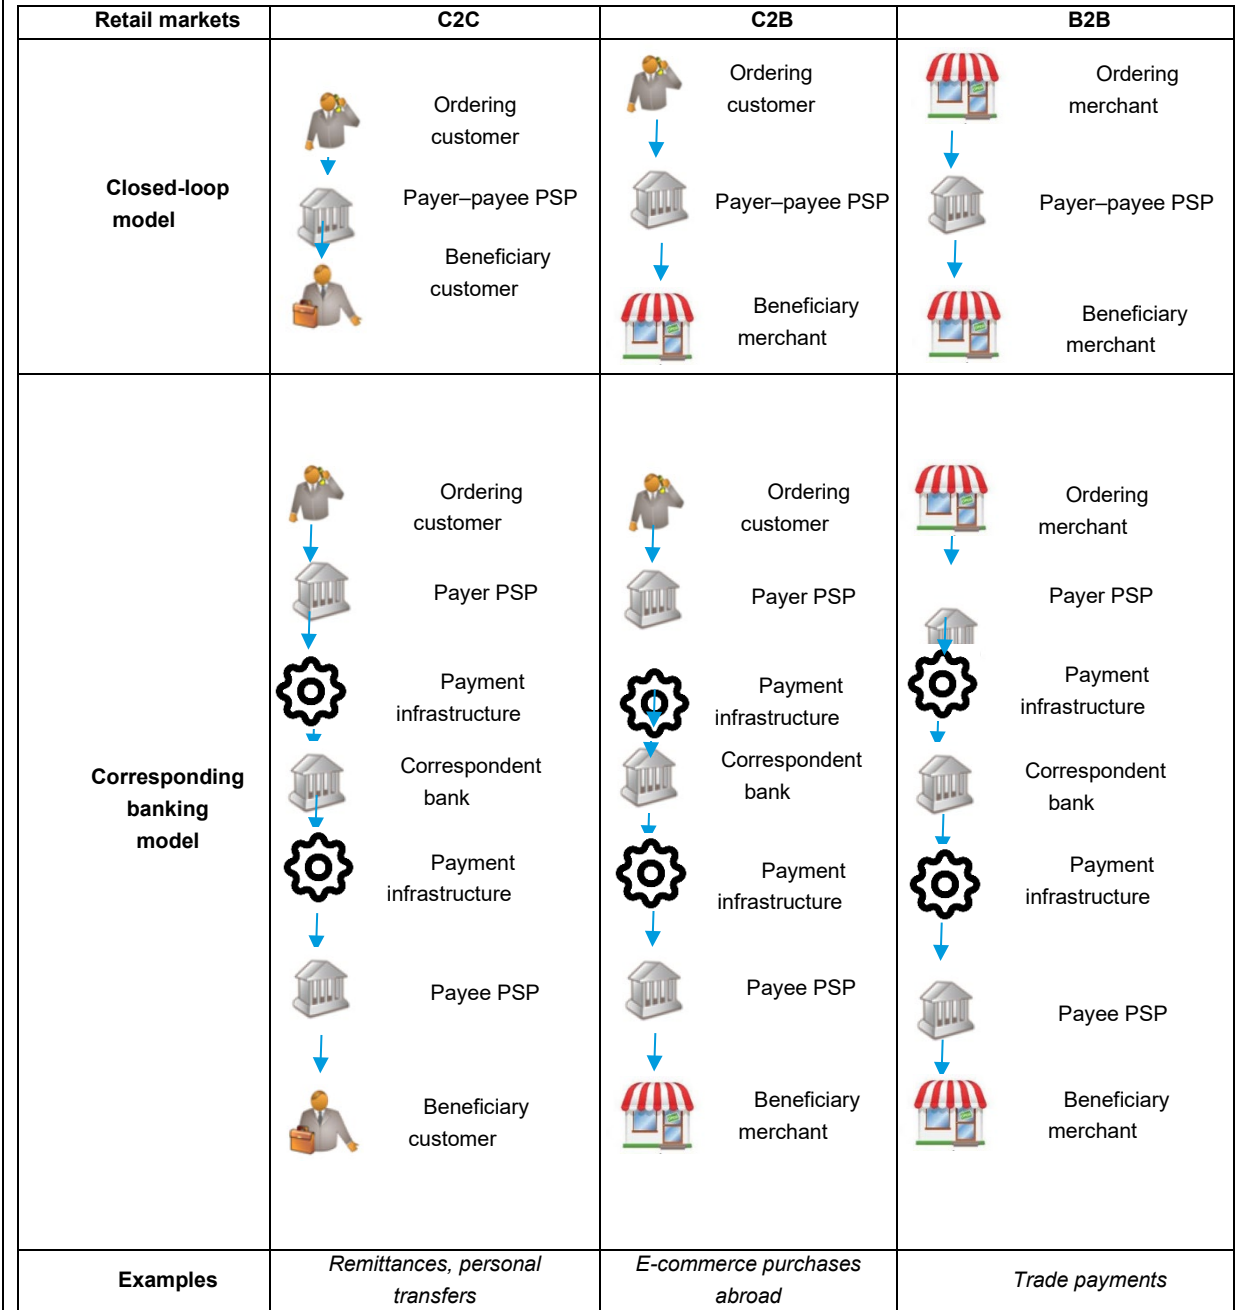 Retail markets
C2C
C2B
B2B
Closed-loop
model
Ordering
customer
Payer–payee PSP
Beneficiary
customer
Ordering
customer
Payer–payee PSP
Beneficiary
merchant
Ordering
merchant
Payer–payee PSP
Beneficiary
merchant
Corresponding
banking
model
Ordering
customer
Payer PSP
Payment
infrastructure
Correspondent
bank
Payment
infrastructure
Payee PSP
Beneficiary
customer
Ordering
customer
Payer PSP
Payment
infrastructure
Correspondent
bank
Payment
infrastructure
Payee PSP
Beneficiary
merchant
Ordering
merchant
Payer PSP
Payment
infrastructure
Correspondent
bank
Payment
infrastructure
Payee PSP
Beneficiary
merchant
Examples
Remittances, personal
transfers
E-commerce purchases
abroad
Trade payments